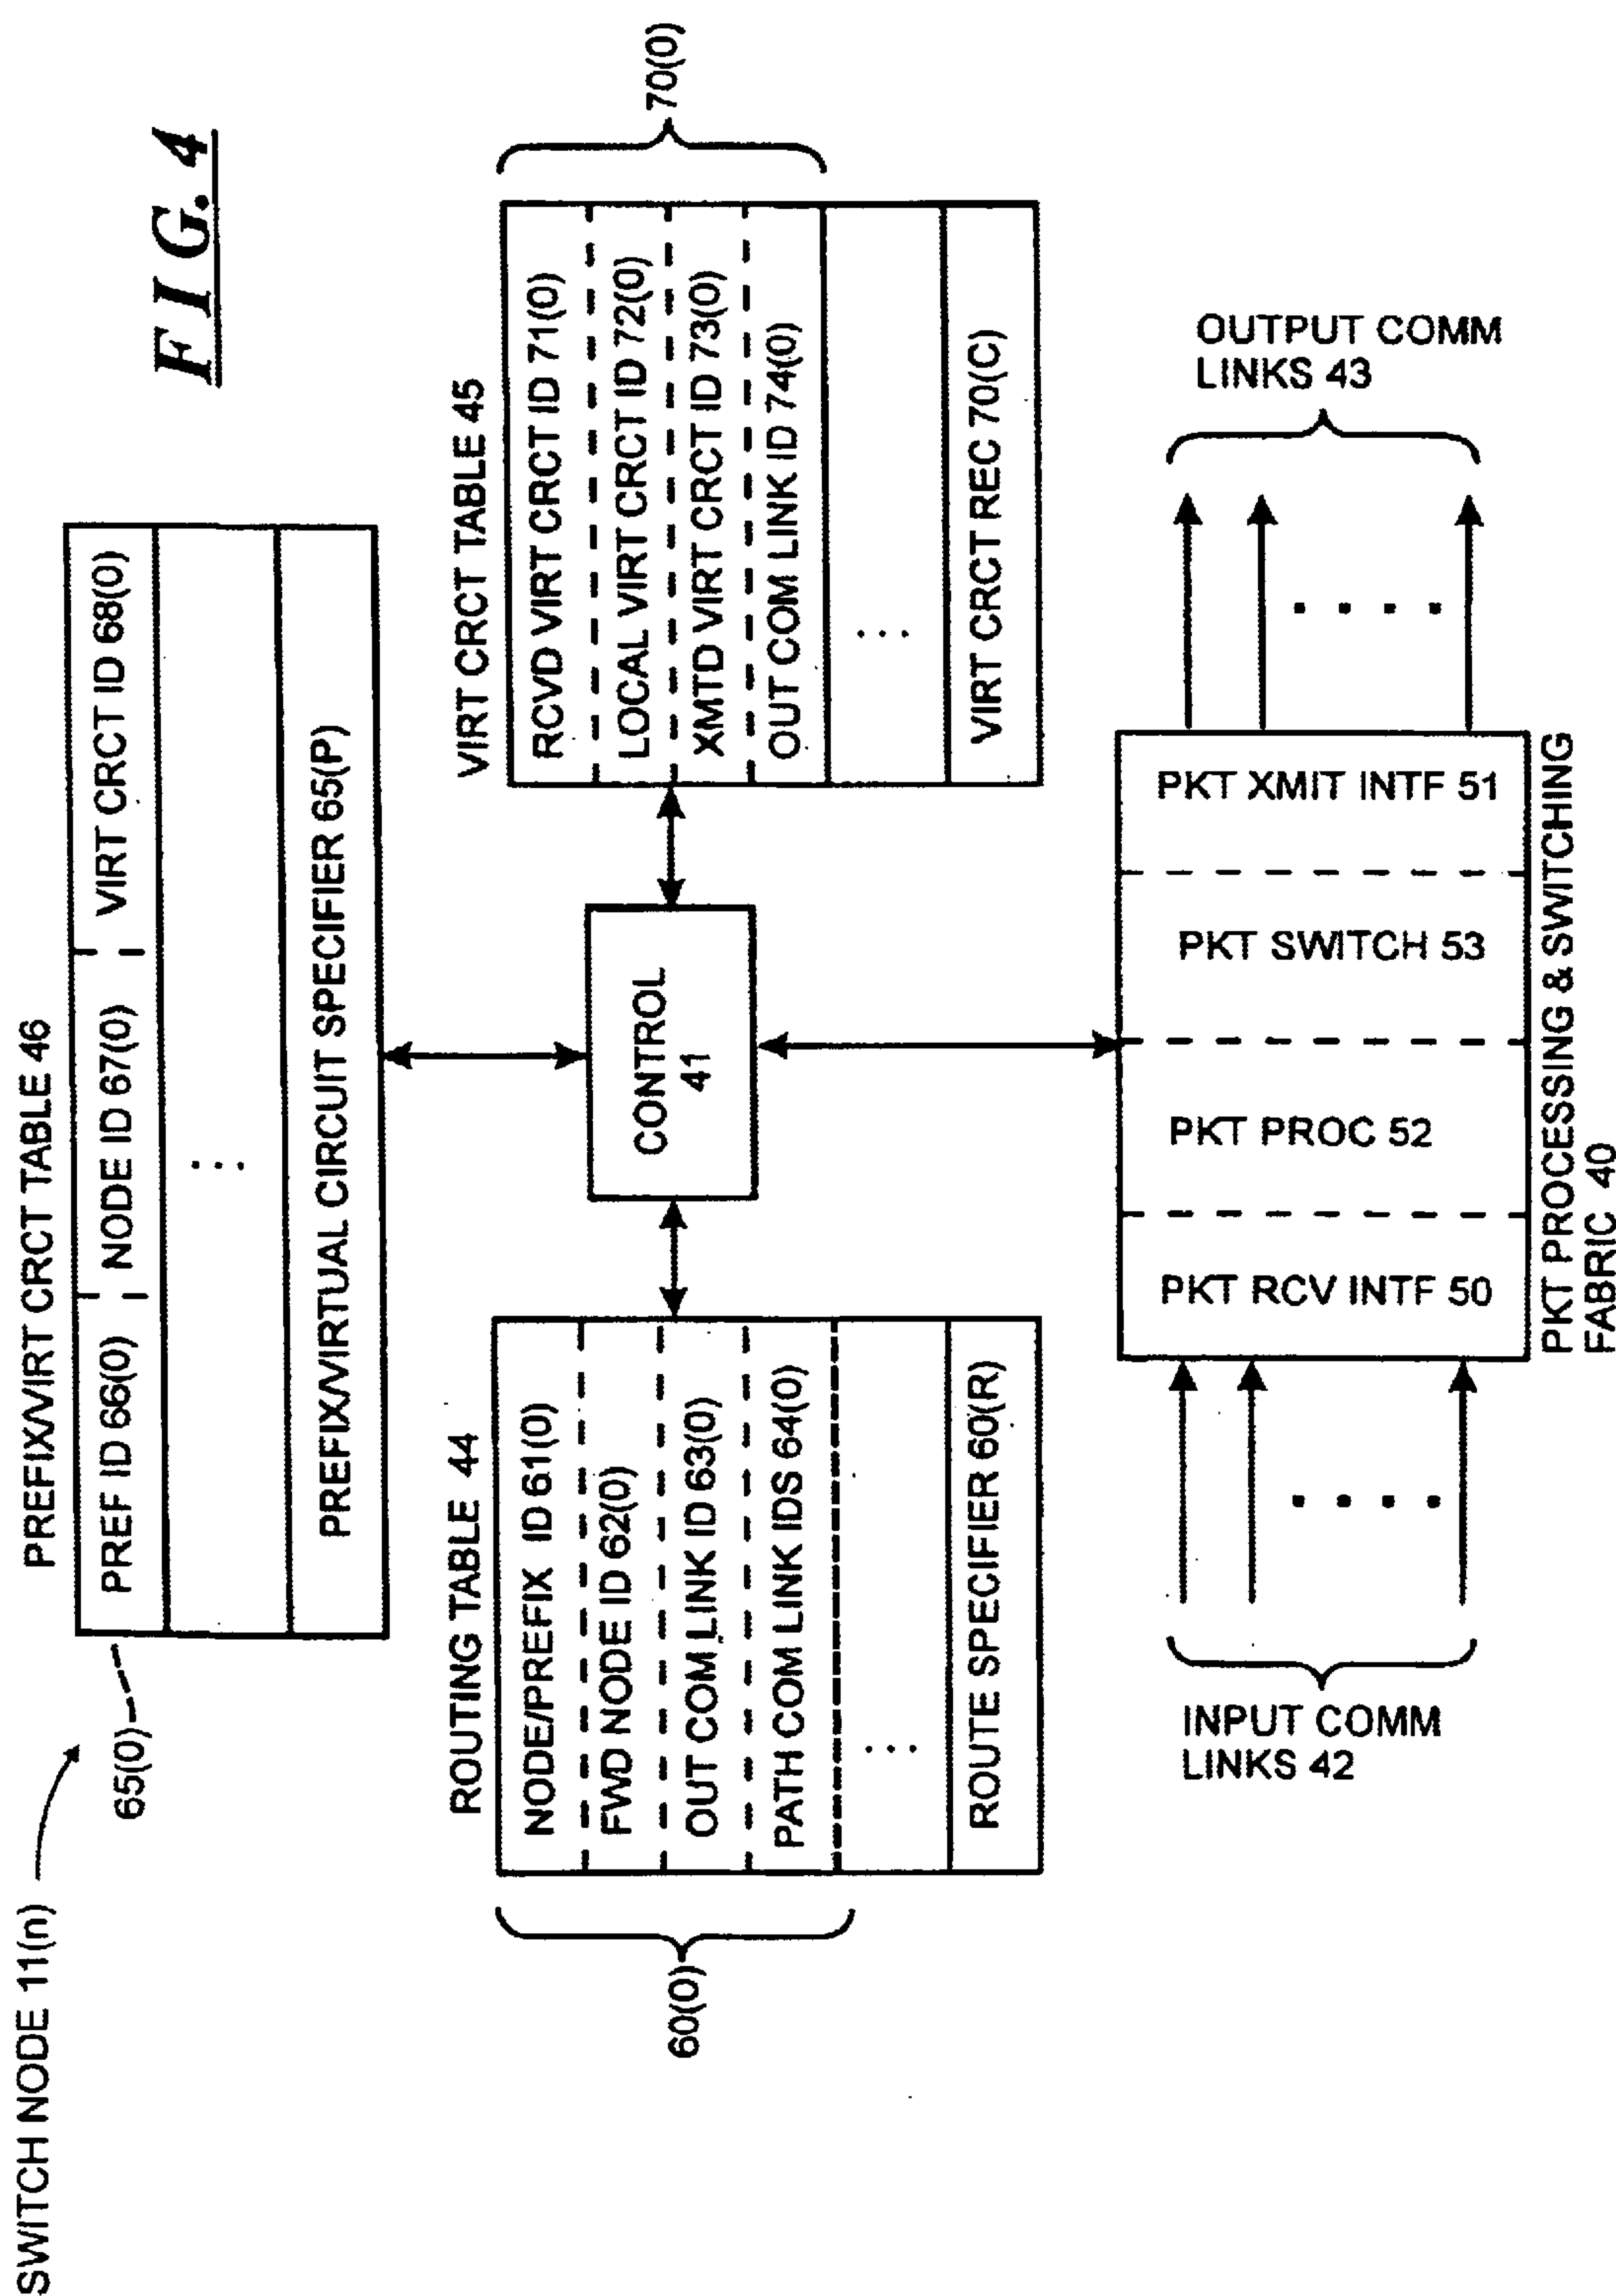 SWITCH NODE 11(n)
FIG. 4
PREFIX/VIRT CRCT TABLE 46
65(0)
PREF ID 66(0) NODE ID 67(0) VIRT CRCT ID 68(0)
...
PREFIX/VIRTUAL CIRCUIT SPECIFIER 65(P)
ROUTING TABLE 44
60(0)
NODE/PREFIX ID 61(0)
FWD NODE ID 62(0)
OUT COM LINK ID 63(0)
PATH COM LINK IDS 64(0)
...
ROUTE SPECIFIER 60(R)
CONTROL
41
VIRT CRCT TABLE 45
70(0)
RCVD VIRT CRCT ID 71(0)
LOCAL VIRT CRCT ID 72(0)
XMTD VIRT CRCT ID 73(0)
OUT COM LINK ID 74(0)
...
VIRT CRCT REC 70(C)
INPUT COMM
LINKS 42
....
PKT RCV INTF 50
PKT PROC 52
PKT SWITCH 53
PKT XMIT INTF 51
....
OUTPUT COMM
LINKS 43
PKT PROCESSING & SWITCHING
FABRIC 40